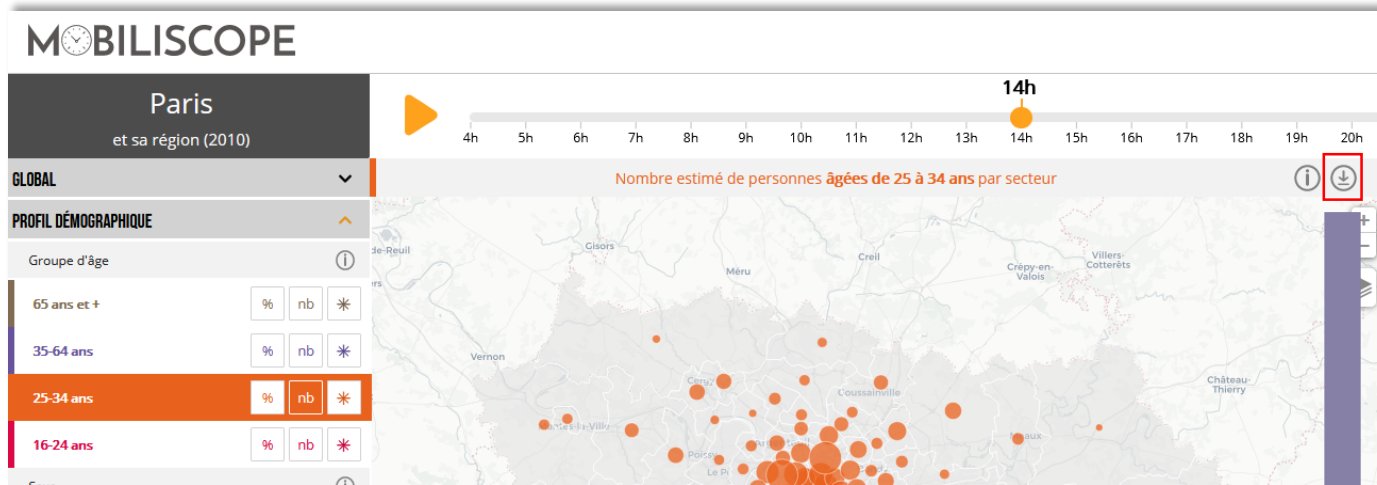 MOBILISCOPE
Paris
et sa région (2010)
14h
4h 5h 6h 7h 8h 9h 10h 11h 12h 13h 14h 15h 16h 17h 18h 19h 20h
GLOBAL
Nombre estimé de personnes âgées de 25 à 34 ans par secteur
PROFIL DÉMOGRAPHIQUE
Groupe d'âge
65 ans et + % nb
35-64 ans % nb
25-34 ans % nb
16-24 ans % nb
de-Reuil
Gisors
Méru
Creil
Crépy-en-
Valois
Villers-
Cotterêts
Vernon
Château-
Thierry